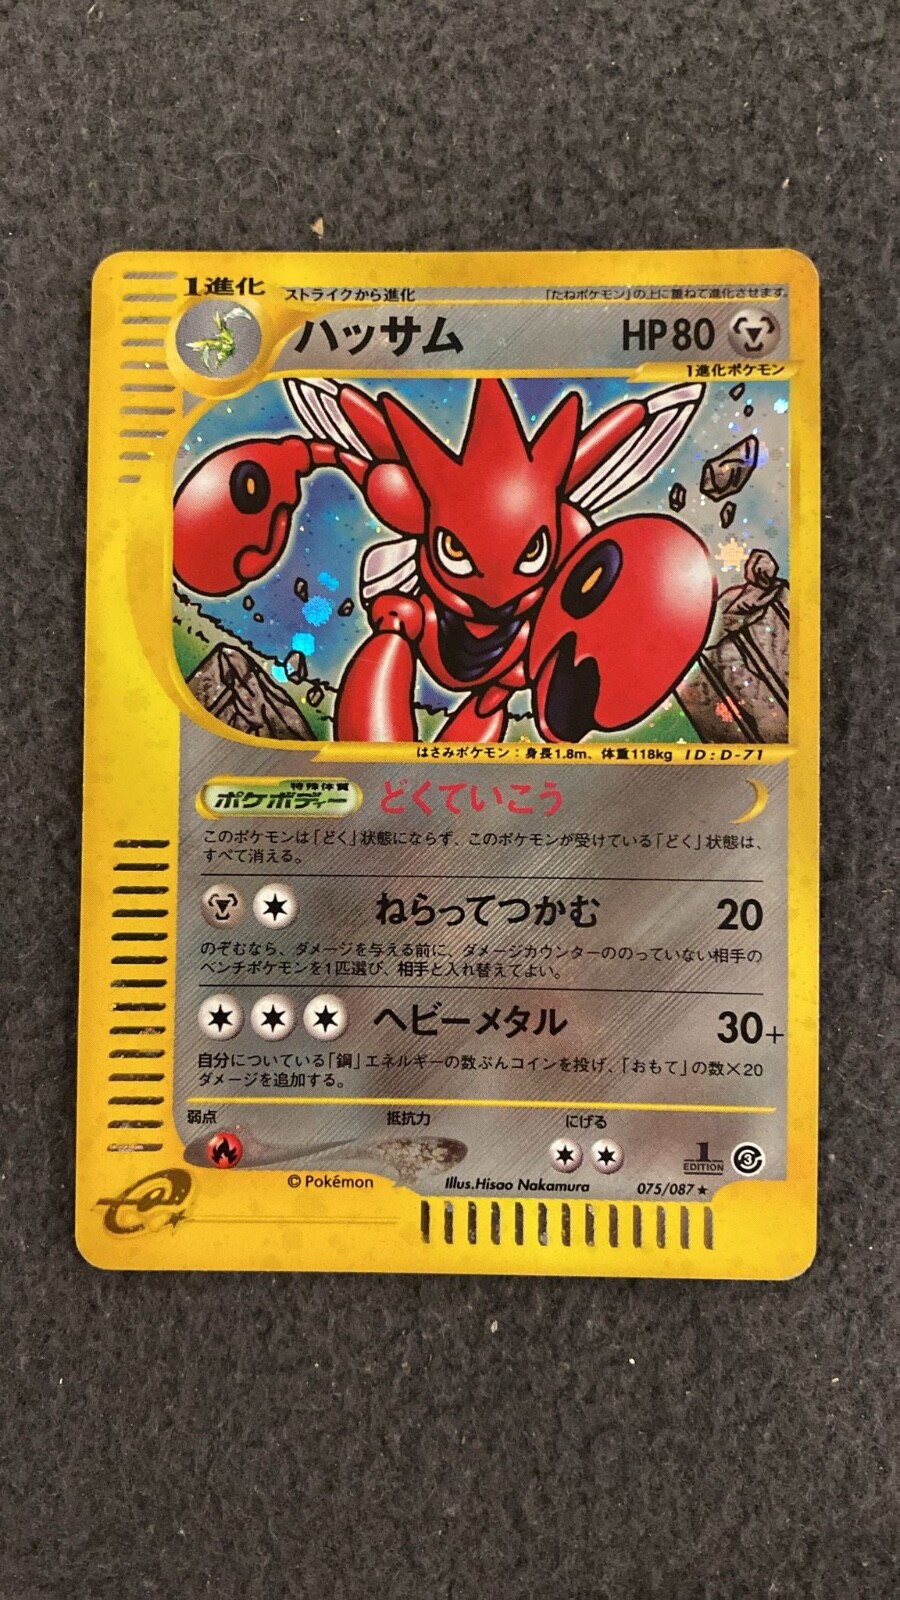 1進化
ストライクから進化
「たねポケモン」の上に重ねて進化させます。
ハッサム HP80
1進化ポケモン
はさみポケモン：身長1.8m、体重118kg ID:D-71
特殊体質
ポケボディー どくていこう
このポケモンは「どく」状態にならず、このポケモンが受けている「どく」状態は、
すべて消える。
ねらってつかむ 20
のぞむなら、ダメージを与える前に、ダメージカウンターののっていない相手の
ベンチポケモンを1匹選び、相手と入れ替えてよい。
ヘビーメタル 30+
自分についている「鋼」エネルギーの数ぶんコインを投げ、「おもて」の数×20
ダメージを追加する。
弱点 抵抗力 にげる
1
EDITION
3
© Pokémon Illus.Hisao Nakamura 075/087★
e